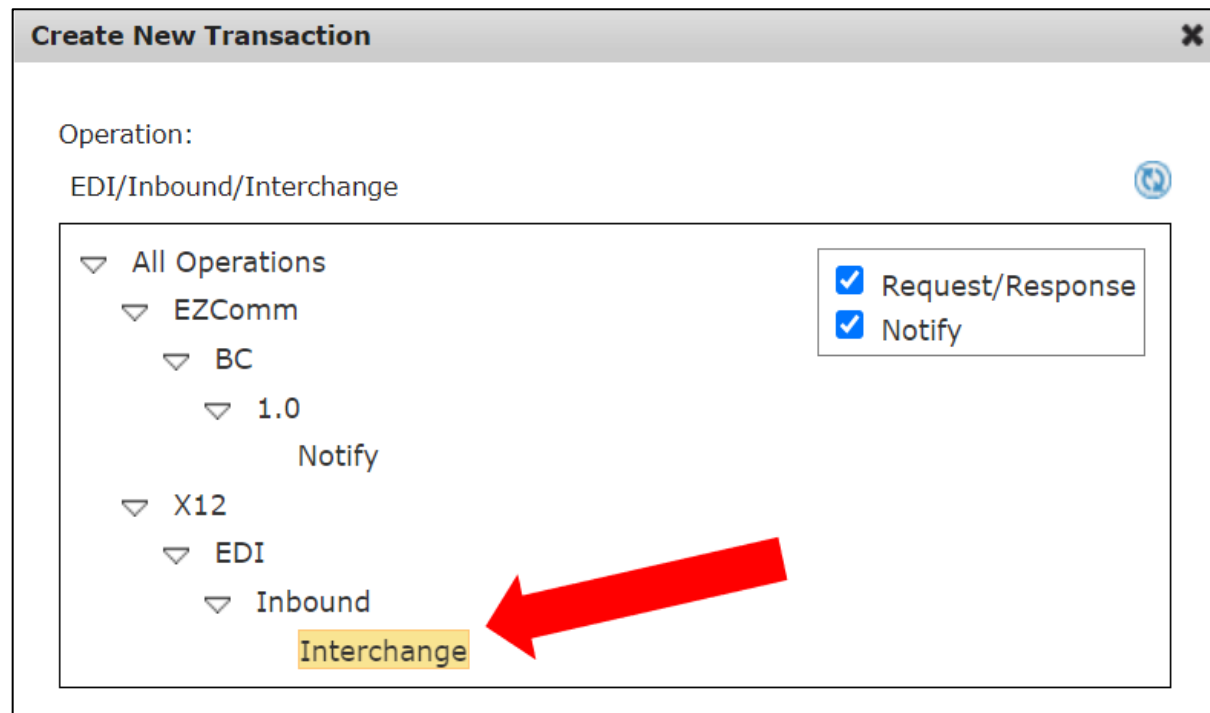 Create New Transaction
Operation:
EDI/Inbound/Interchange
All Operations
EZComm
BC
1.0
Notify
X12
EDI
Inbound
Interchange
Request/Response
Notify